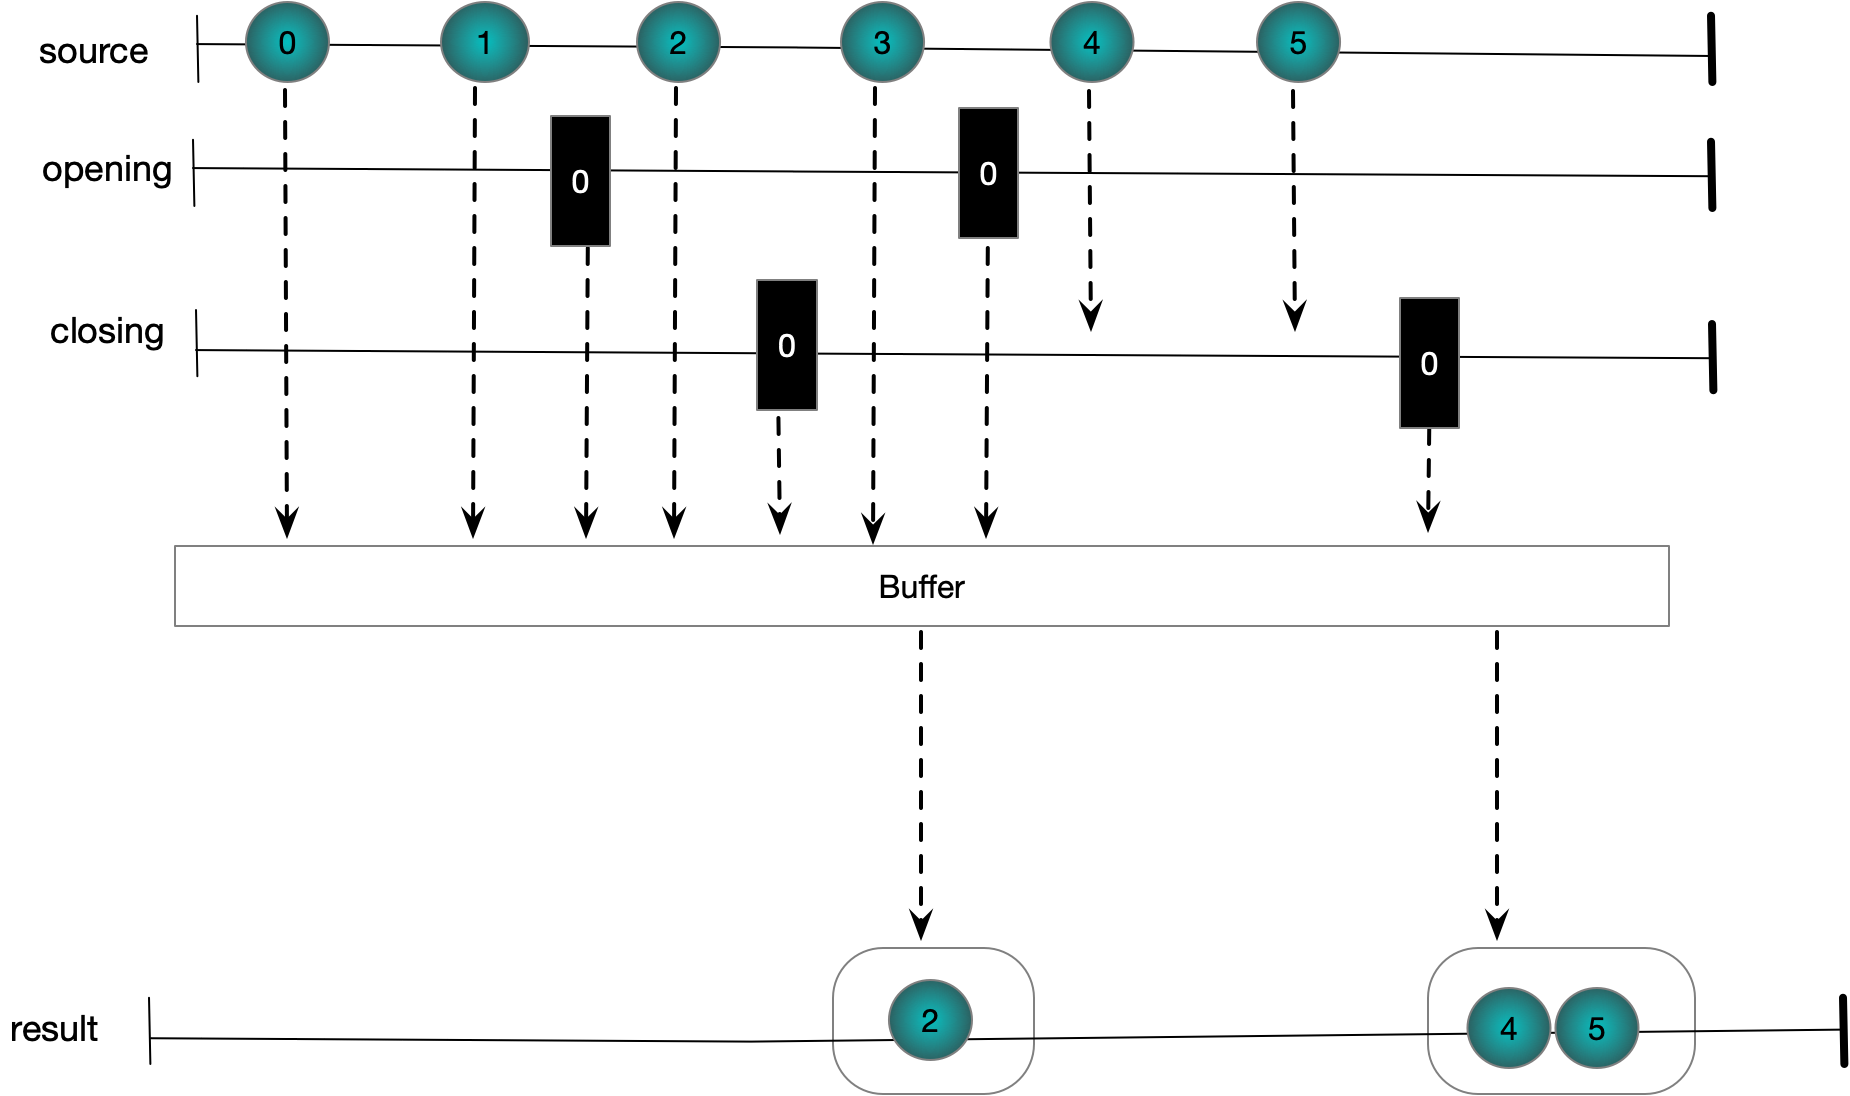 source 0 1 2 3 4 5
opening 0 0
closing 0 0
Buffer
result 2 4 5